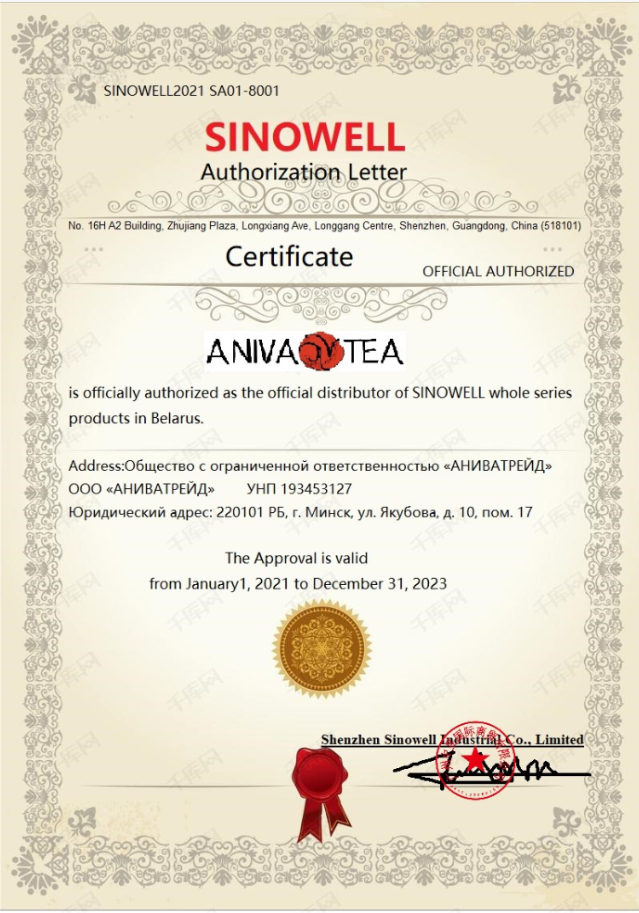 SINOWELL2021 SA01-8001
SINOWELL
Authorization Letter
No. 16H A2 Building, Zhujiang Plaza, Longxiang Ave, Longgang Centre, Shenzhen, Guangdong, China (518101)
Certificate
OFFICIAL AUTHORIZED
ANIVA TEA
is officially authorized as the official distributor of SINOWELL whole series
products in Belarus.
Address:Общество с ограниченной ответственностью «АНИВАТРЕЙД»
ООО «АНИВАТРЕЙД» УНП 193453127
Юридический адрес: 220101 РБ, г. Минск, ул. Якубова, д. 10, пом. 17
The Approval is valid
from January1, 2021 to December 31, 2023
Shenzhen Sinowell Industrial Co., Limited
千库网